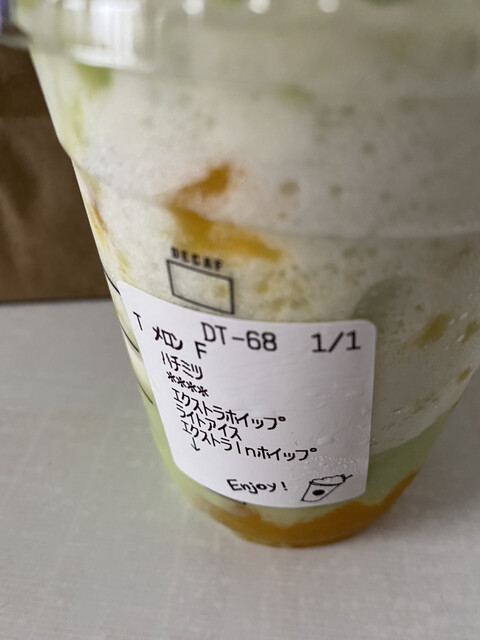 DECAF
DT-68 1/1
T メロン F
ハチミツ
****
エクストラホイップ
ライトアイス
エクストラInホイップ
↓
Enjoy!